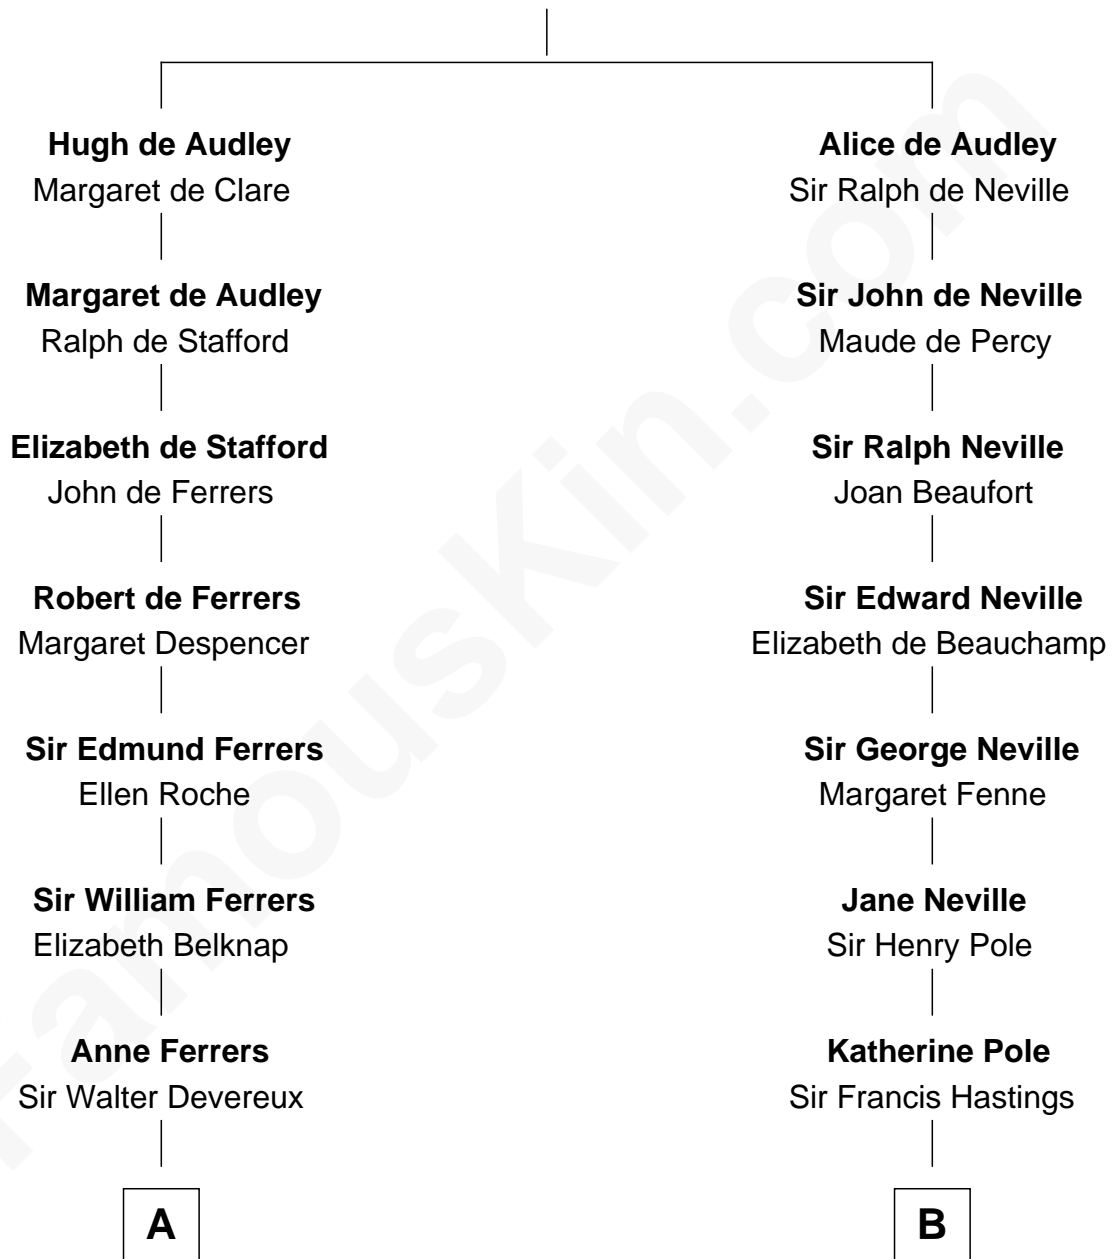 Hugh de Audley
Margaret de Clare
Margaret de Audley
Ralph de Stafford
Elizabeth de Stafford
John de Ferrers
Robert de Ferrers
Margaret Despencer
Sir Edmund Ferrers
Ellen Roche
Sir William Ferrers
Elizabeth Belknap
Anne Ferrers
Sir Walter Devereux
A
Alice de Audley
Sir Ralph de Neville
Sir John de Neville
Maude de Percy
Sir Ralph Neville
Joan Beaufort
Sir Edward Neville
Elizabeth de Beauchamp
Sir George Neville
Margaret Fenne
Jane Neville
Sir Henry Pole
Katherine Pole
Sir Francis Hastings
B
FamousKin.com